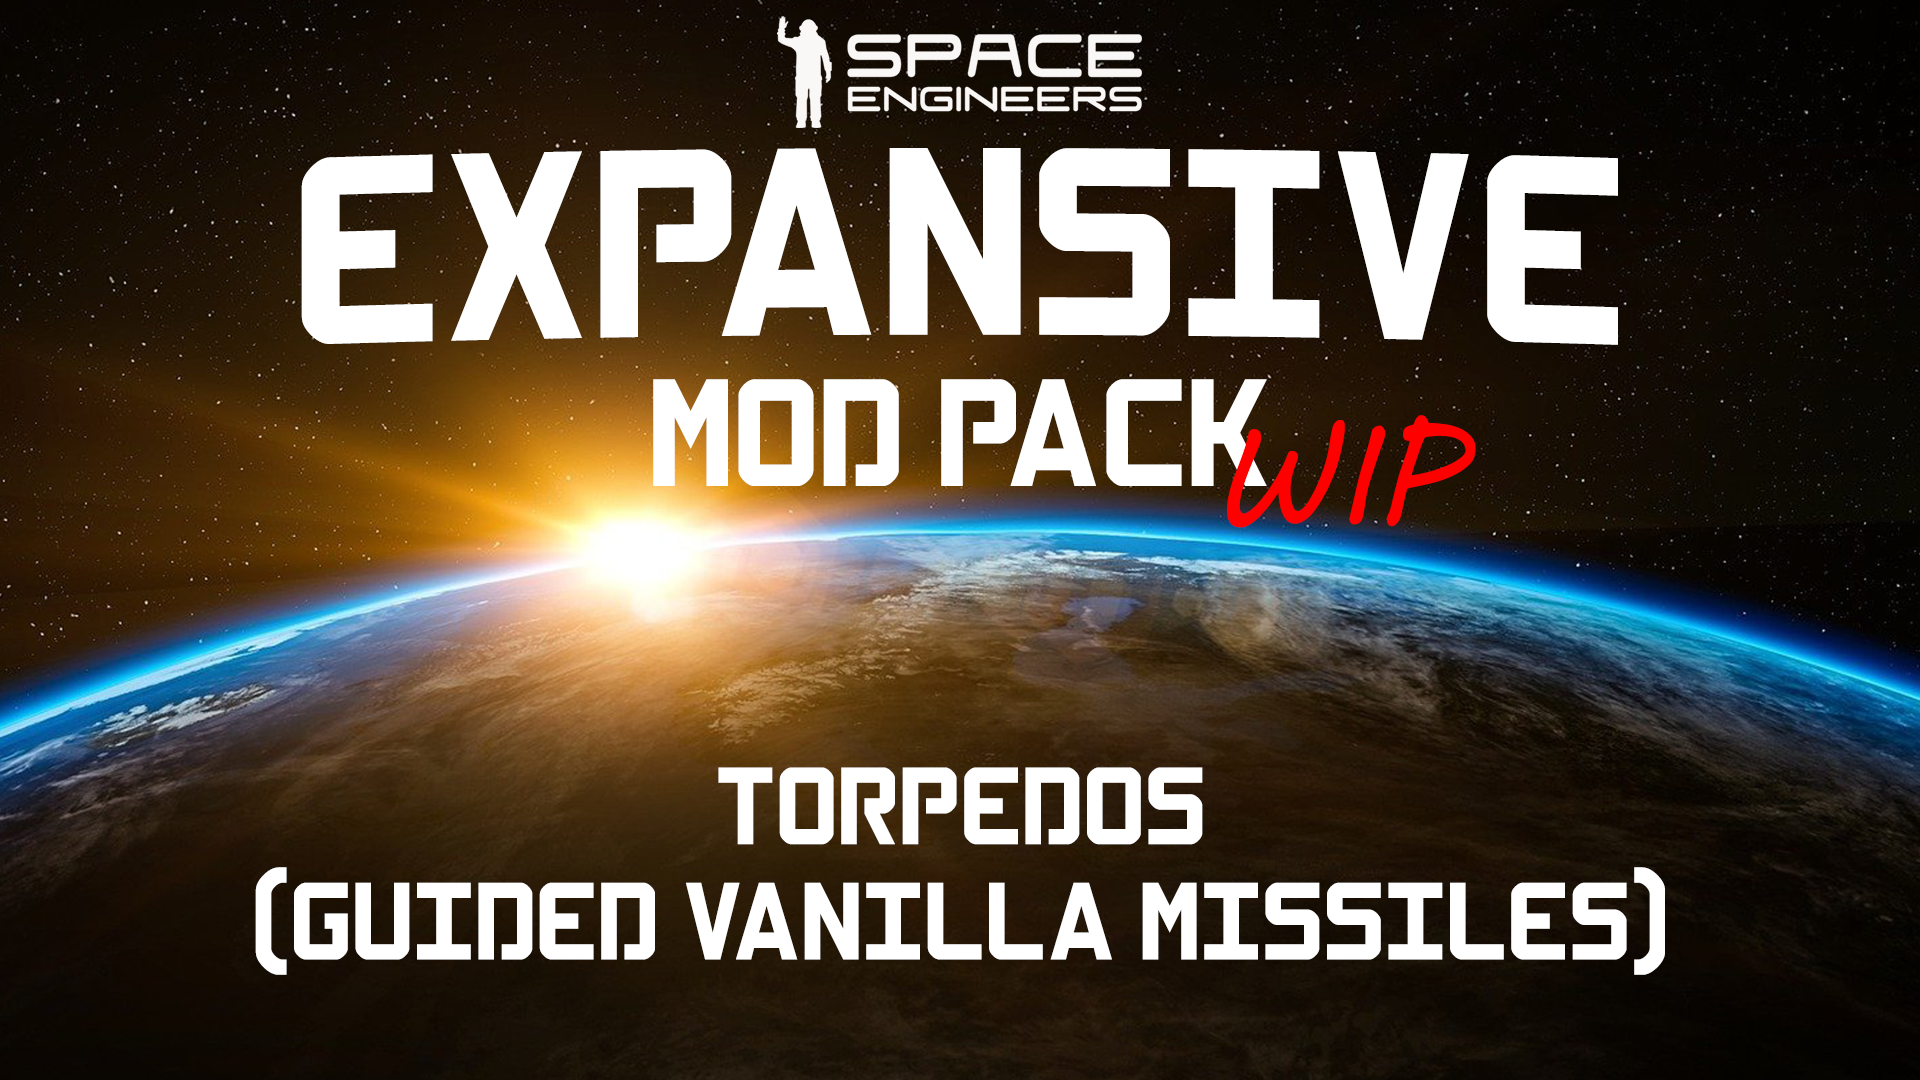 SPACE
ENGINEERS
EXPANSIVE
MOD PACK
WIP
TORPEDOS
(GUIDED VANILLA MISSILES)